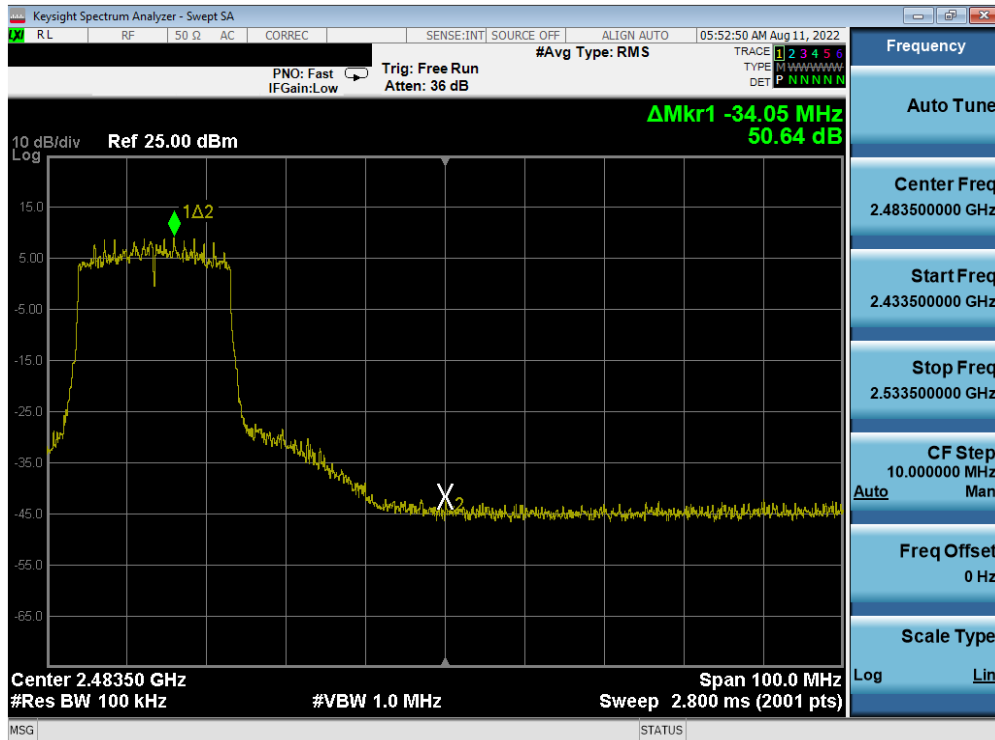 Keysight Spectrum Analyzer - Swept SA
LXI RL RF 50 Ω AC CORREC SENSE:INT SOURCE OFF ALIGN AUTO 05:52:50 AM Aug 11, 2022
#Avg Type: RMS
TRACE 1 2 3 4 5 6
TYPE M W W W W W
DET P N N N N N
PNO: Fast
IFGain:Low
Trig: Free Run
Atten: 36 dB
ΔMkr1 -34.05 MHz
50.64 dB
10 dB/div
Log
Ref 25.00 dBm
15.0
5.00
-5.00
-15.0
-25.0
-35.0
-45.0
-55.0
-65.0
1Δ2
X2
Center 2.48350 GHz
Span 100.0 MHz
#Res BW 100 kHz
#VBW 1.0 MHz
Sweep 2.800 ms (2001 pts)
MSG
STATUS
Frequency
Auto Tune
Center Freq
2.483500000 GHz
Start Freq
2.433500000 GHz
Stop Freq
2.533500000 GHz
CF Step
10.000000 MHz
Auto Man
Freq Offset
0 Hz
Scale Type
Log Lin